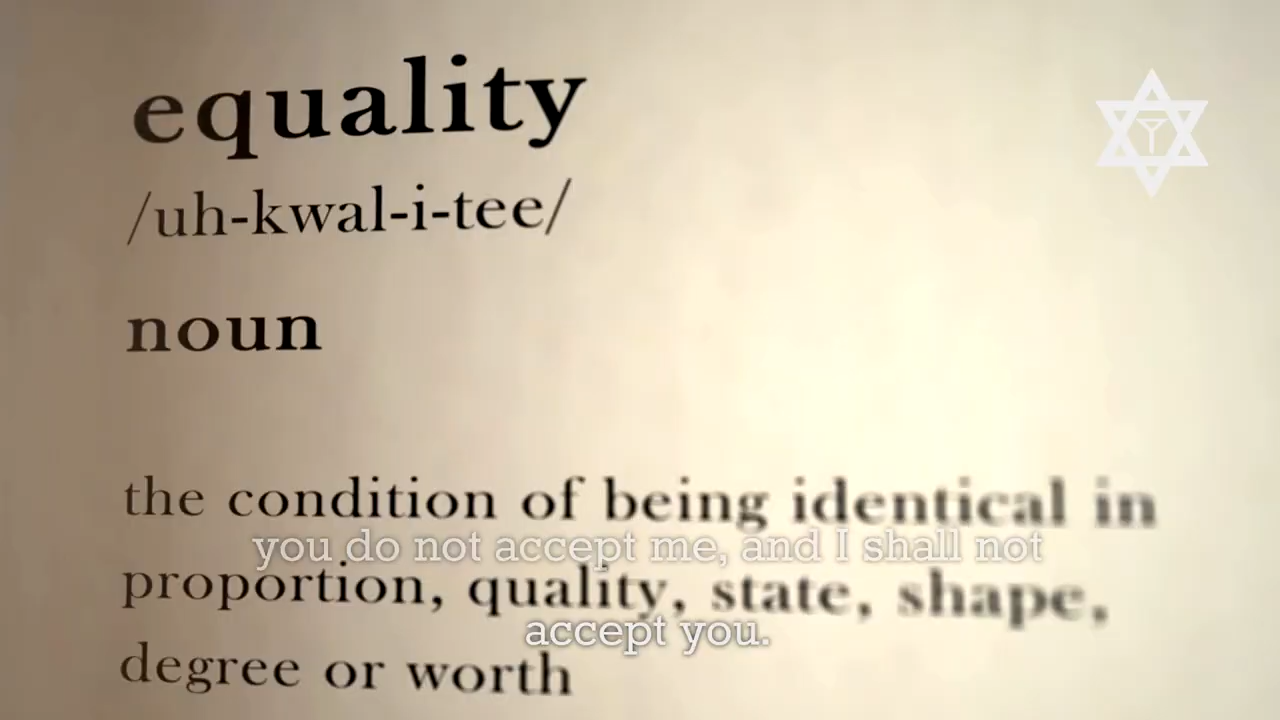 equality
/uh-kwal-i-tee/
noun
the condition of being identical in
you do not accept me, and I shall not
proportion, quality, state, shape,
accept you.
degree or worth